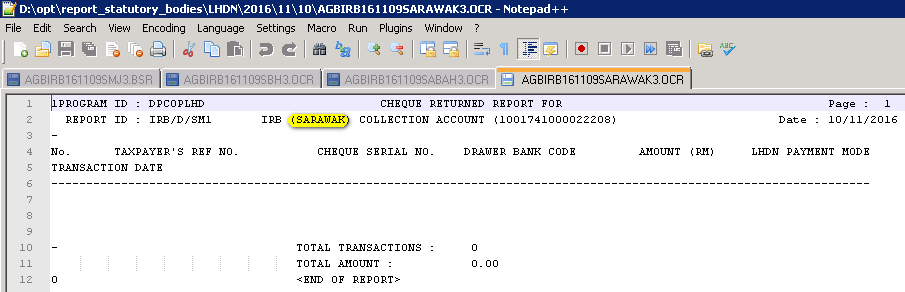 D:\opt\report_statutory_bodies\LHDN\2016\11\10\AGBIRB161109SARAWAK3.OCR - Notepad++
File Edit Search View Encoding Language Settings Macro Run Plugins Window ?
AGBIRB161109SMJ3.BSR AGBIRB161109SBH3.OCR AGBIRB161109SABAH3.OCR AGBIRB161109SARAWAK3.OCR
1 1PROGRAM ID : DPCOPLHD CHEQUE RETURNED REPORT FOR Page : 1
2 REPORT ID : IRB/D/SM1 IRB (SARAWAK) COLLECTION ACCOUNT (1001741000022208) Date : 10/11/2016
3 -
4 No. TAXPAYER'S REF NO. CHEQUE SERIAL NO. DRAWER BANK CODE AMOUNT (RM) LHDN PAYMENT MODE
5 TRANSACTION DATE
6 ------------------------------------------------------------------------------------------------------------------------
7
8
9
10 - TOTAL TRANSACTIONS : 0
11 TOTAL AMOUNT : 0.00
12 0 <END OF REPORT>